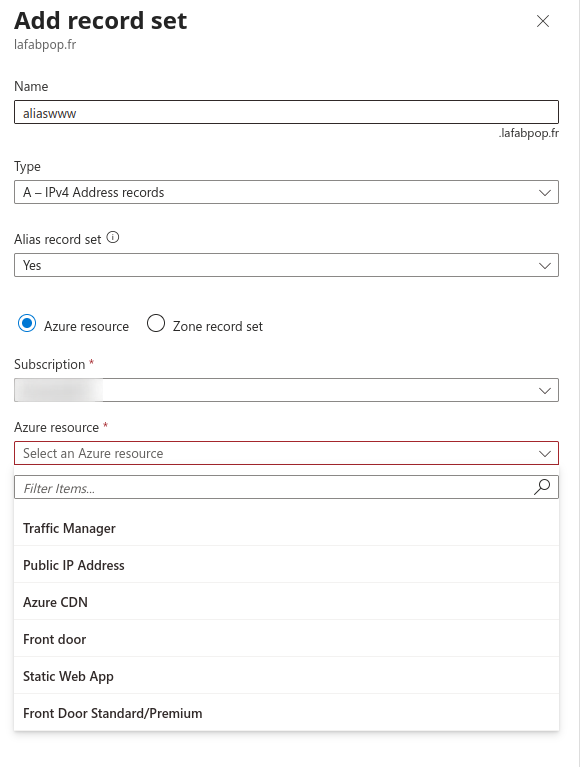 Add record set
lafabpop.fr
Name
aliaswww
.lafabpop.fr
Type
A – IPv4 Address records
Alias record set
Yes
Azure resource
Zone record set
Subscription *
Azure resource *
Select an Azure resource
Filter Items...
Traffic Manager
Public IP Address
Azure CDN
Front door
Static Web App
Front Door Standard/Premium